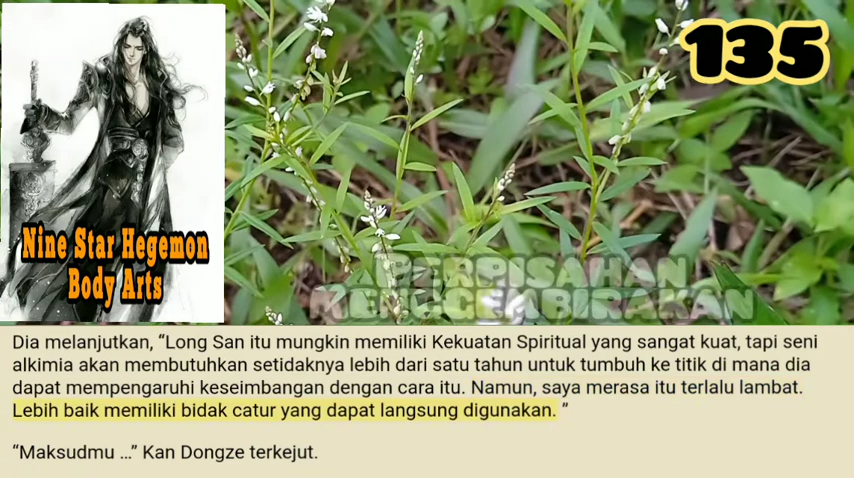 135
Nine Star Hegemon
Body Arts
PERPISAHAN
MENGGEMBIRAKAN
Dia melanjutkan, “Long San itu mungkin memiliki Kekuatan Spiritual yang sangat kuat, tapi seni
alkimia akan membutuhkan setidaknya lebih dari satu tahun untuk tumbuh ke titik di mana dia
dapat mempengaruhi keseimbangan dengan cara itu. Namun, saya merasa itu terlalu lambat.
Lebih baik memiliki bidak catur yang dapat langsung digunakan. ”
“Maksudmu ...” Kan Dongze terkejut.